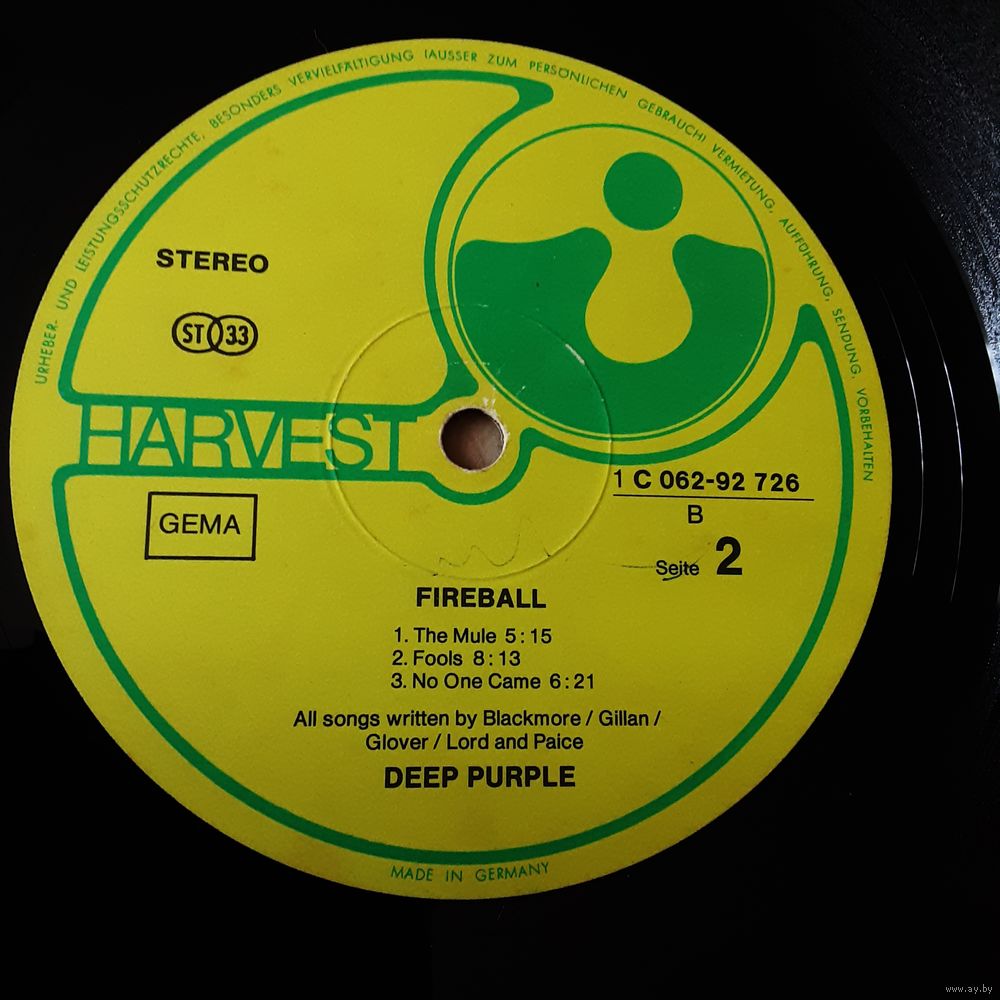 URHEBER- UND LEISTUNGSSCHUTZRECHTE, BESONDERS VERVIELFÄLTIGUNG (AUSSER ZUM PERSÖNLICHEN GEBRAUCH) VERMIETUNG, AUFFÜHRUNG, SENDUNG, VORBEHALTEN
STEREO
ST 33
HARVEST
1 C 062-92 726
B
GEMA
Seite 2
FIREBALL
1. The Mule 5:15
2. Fools 8:13
3. No One Came 6:21
All songs written by Blackmore / Gillan /
Glover / Lord and Paice
DEEP PURPLE
MADE IN GERMANY
www.ay.by